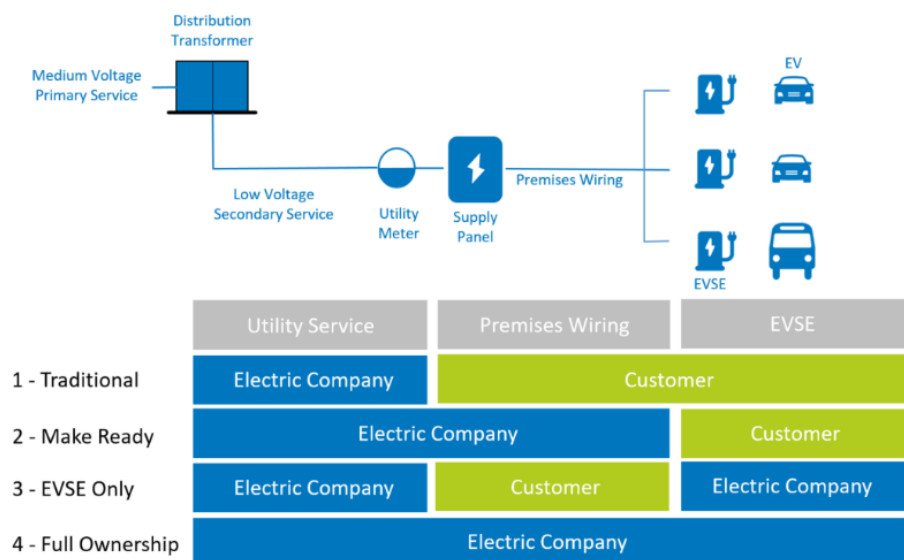 Distribution
Transformer
Medium Voltage
Primary Service
EV
Low Voltage
Secondary Service
Utility
Meter
Supply
Panel
Premises Wiring
EVSE
Utility Service Premises Wiring EVSE
1 - Traditional Electric Company Customer
2 - Make Ready Electric Company Customer
3 - EVSE Only Electric Company Customer Electric Company
4 - Full Ownership Electric Company